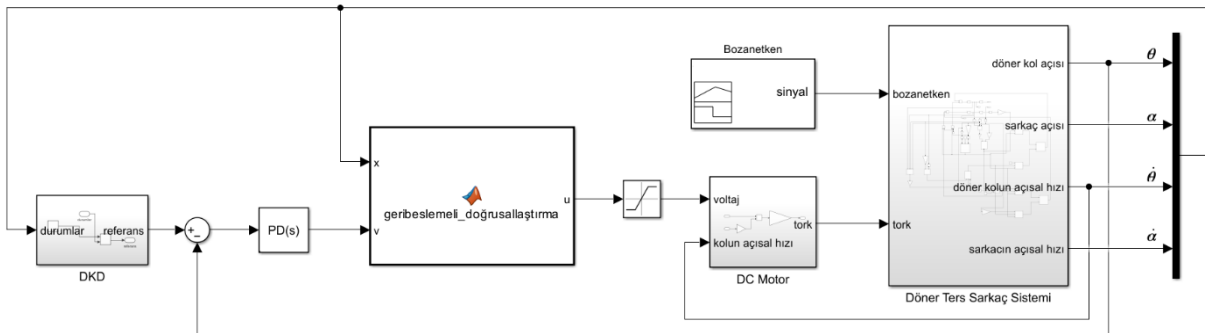 Bozanetken
sinyal
döner kol açısı
θ
bozanetken
sarkaç açısı
α
x
geribeslemeli_doğrusallaştırma
u
v
voltaj
kolun açısal hızı
tork
DC Motor
döner kolun açısal hızı
θ̇
tork
sarkacın açısal hızı
α̇
Döner Ters Sarkaç Sistemi
durumlar
referans
DKD
+
−
PD(s)